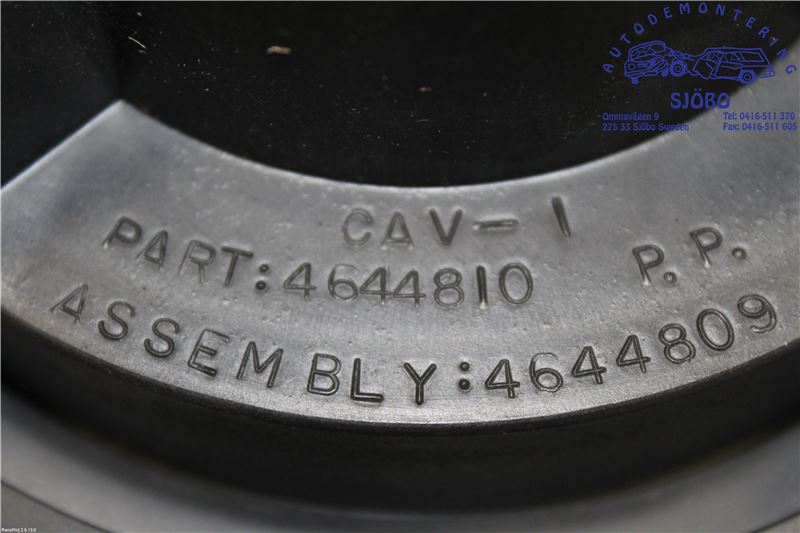 AUTODEMONTERING
SJÖBO
Ommavägen 9 Tel: 0416-511 370
275 33 Sjöbo Sweden Fax: 0416-511 605
CAV-1
PART:4644810 P.P.
ASSEMBLY:4644809